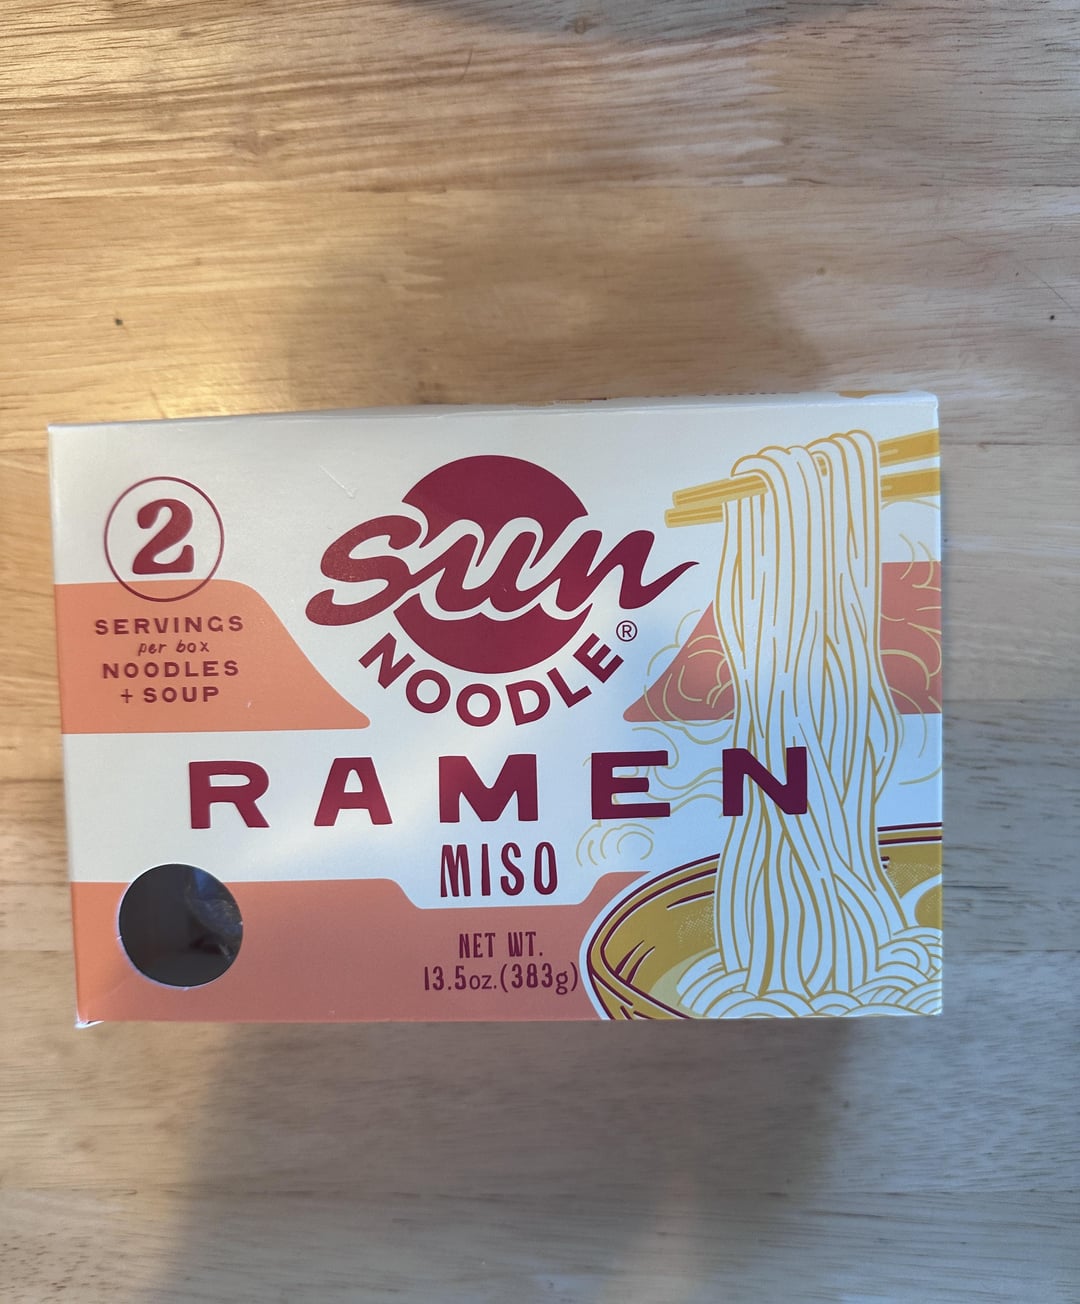 2
SERVINGS
per box
NOODLES
+ SOUP
Sun
NOODLE®
RAMEN
MISO
NET WT.
13.5oz.(383g)